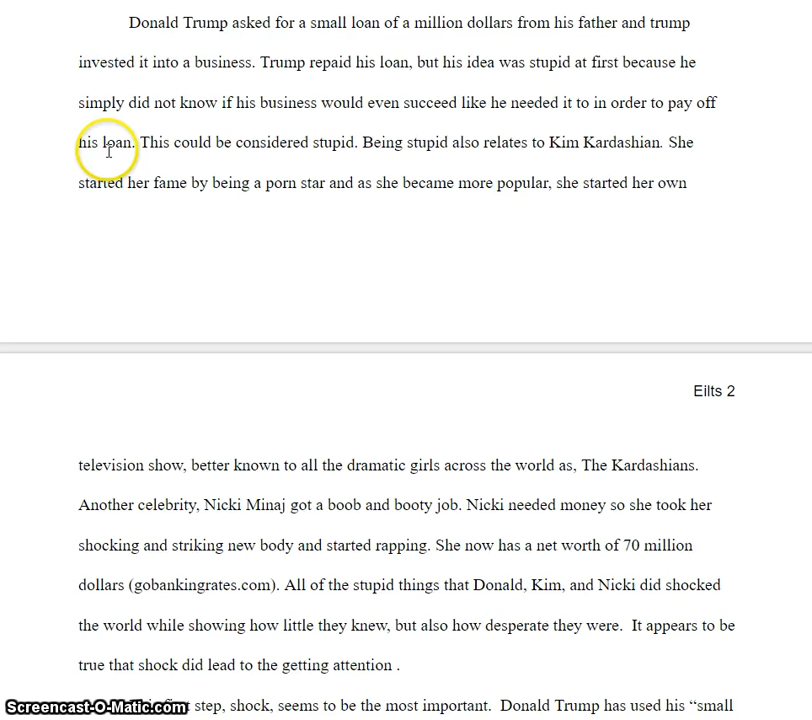 Donald Trump asked for a small loan of a million dollars from his father and trump
invested it into a business. Trump repaid his loan, but his idea was stupid at first because he
simply did not know if his business would even succeed like he needed it to in order to pay off
his loan. This could be considered stupid. Being stupid also relates to Kim Kardashian. She
started her fame by being a porn star and as she became more popular, she started her own
Eilts 2
television show, better known to all the dramatic girls across the world as, The Kardashians.
Another celebrity, Nicki Minaj got a boob and booty job. Nicki needed money so she took her
shocking and striking new body and started rapping. She now has a net worth of 70 million
dollars (gobankingrates.com). All of the stupid things that Donald, Kim, and Nicki did shocked
the world while showing how little they knew, but also how desperate they were. It appears to be
true that shock did lead to the getting attention .
step, shock, seems to be the most important. Donald Trump has used his “small
Screencast-O-Matic.com